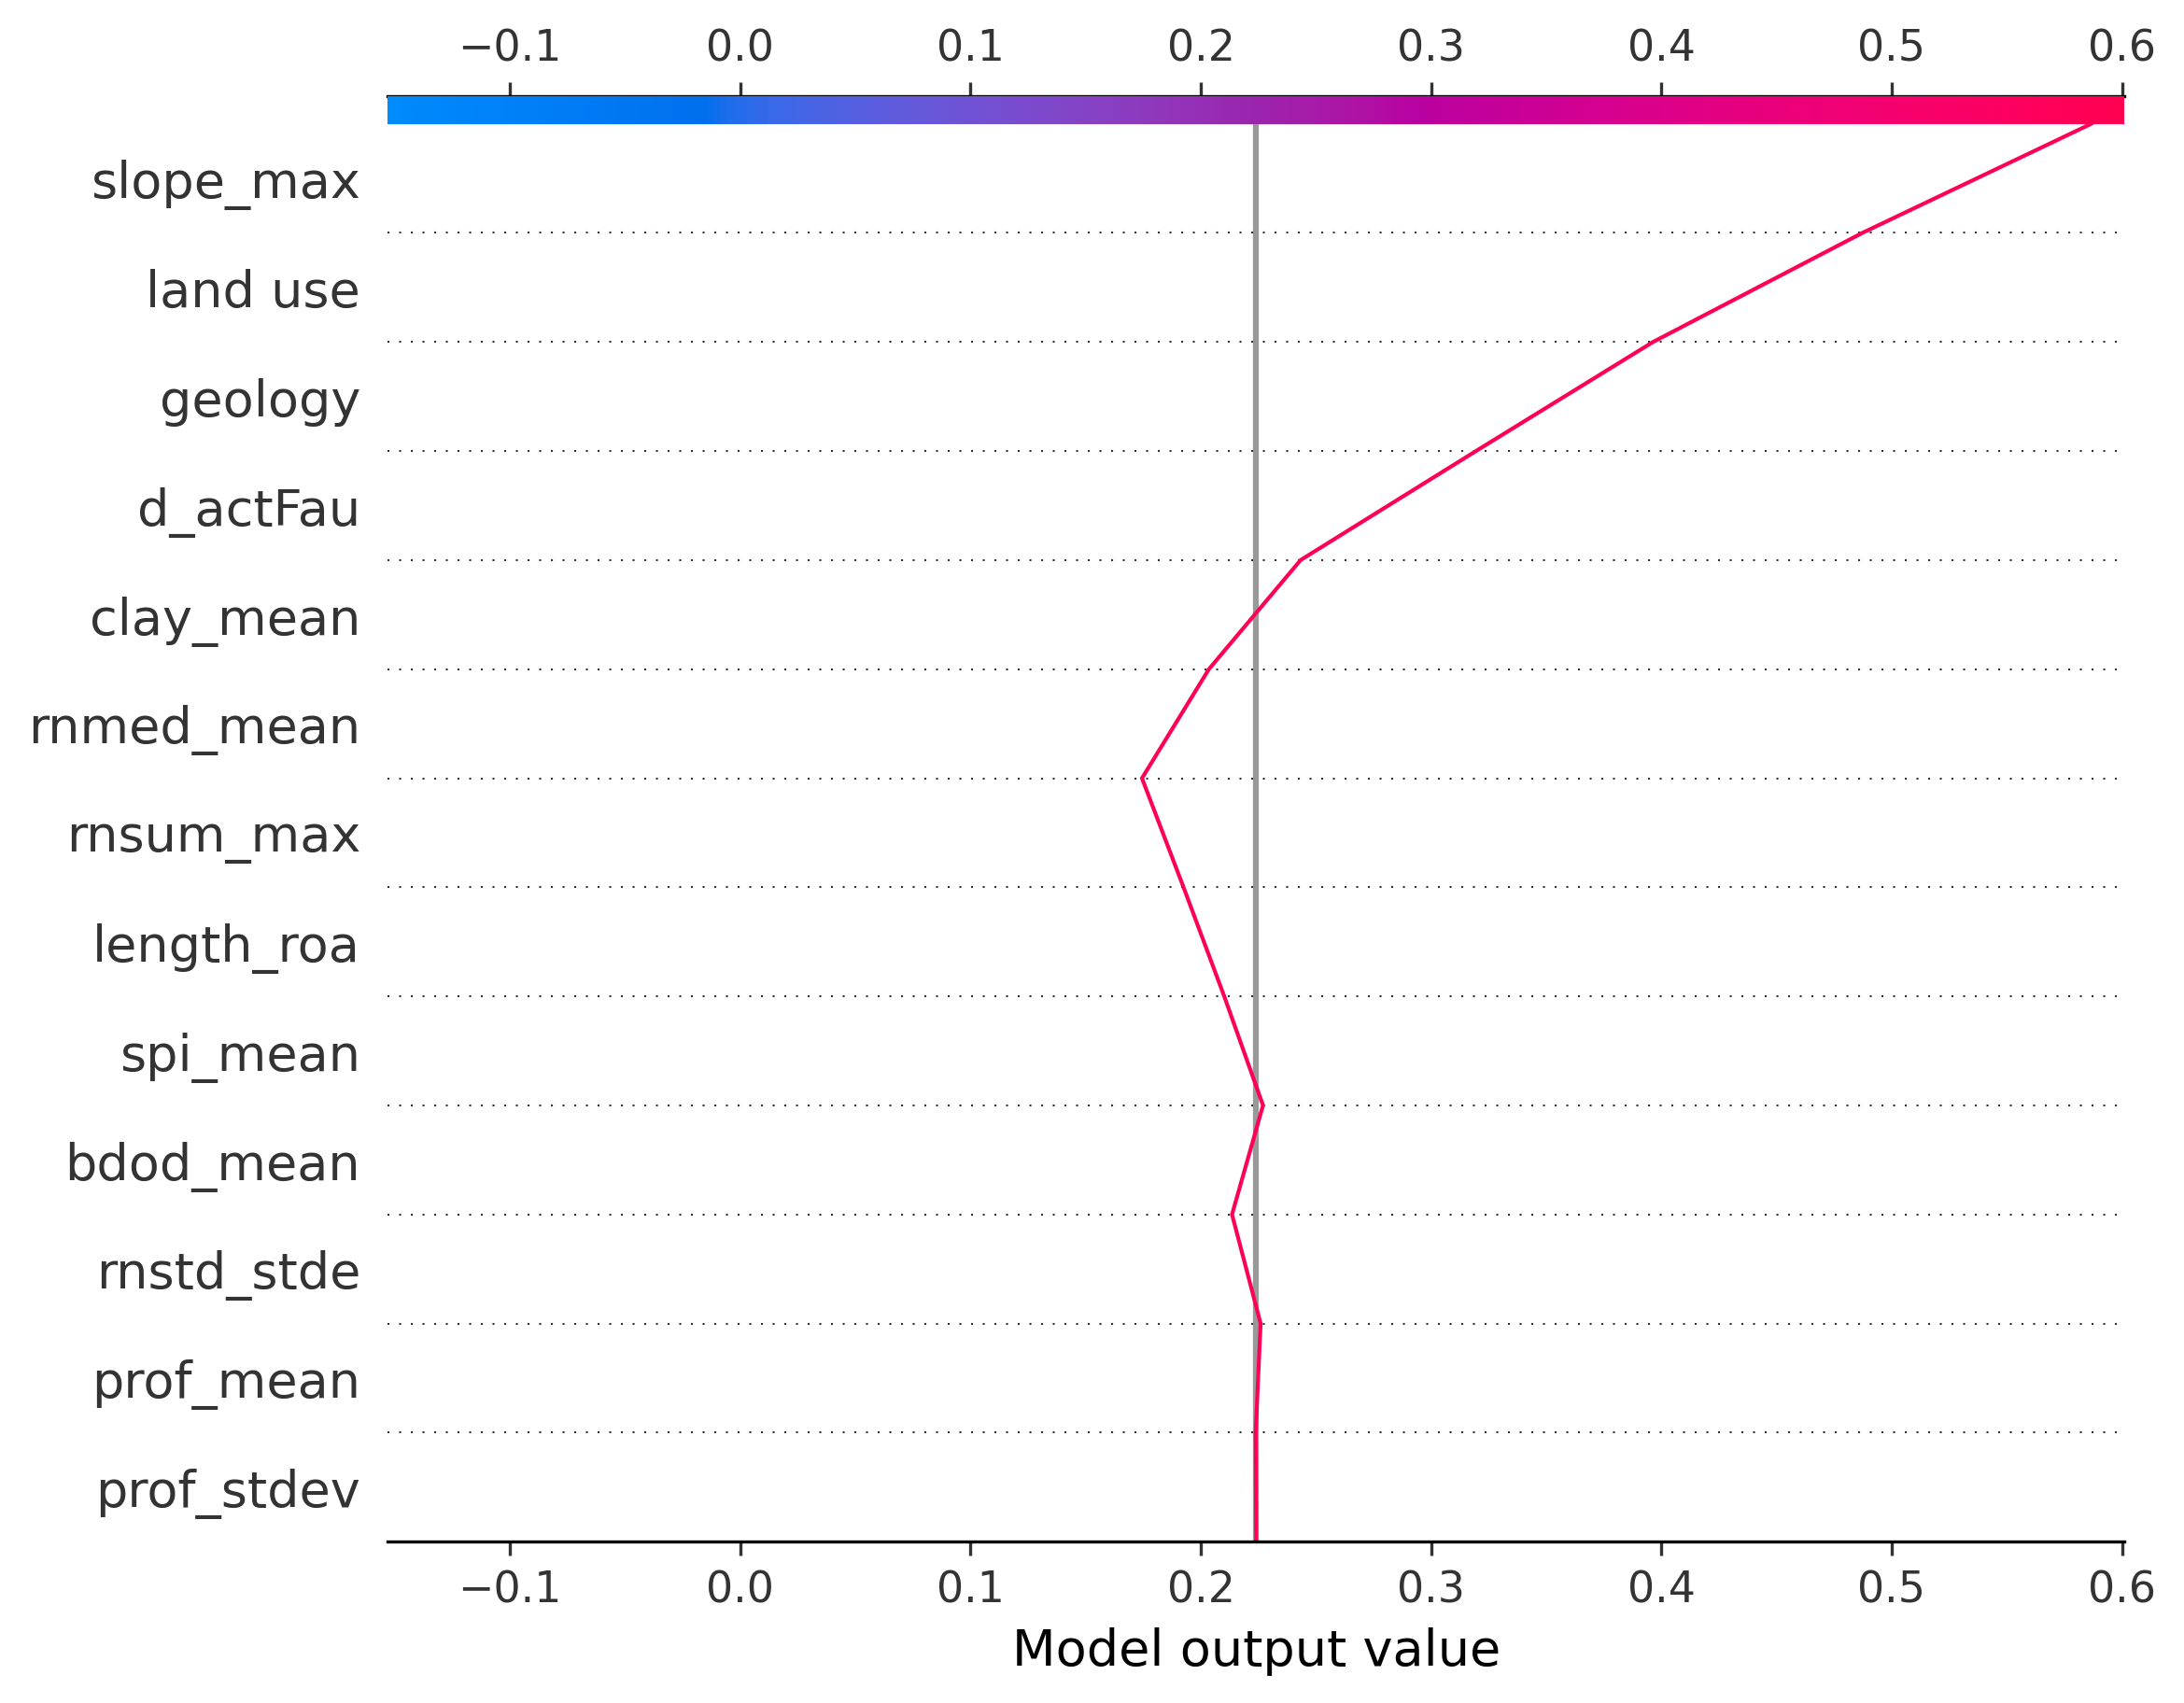 −0.1 0.0 0.1 0.2 0.3 0.4 0.5 0.6
slope_max
land use
geology
d_actFau
clay_mean
rnmed_mean
rnsum_max
length_roa
spi_mean
bdod_mean
rnstd_stde
prof_mean
prof_stdev
−0.1 0.0 0.1 0.2 0.3 0.4 0.5 0.6
Model output value